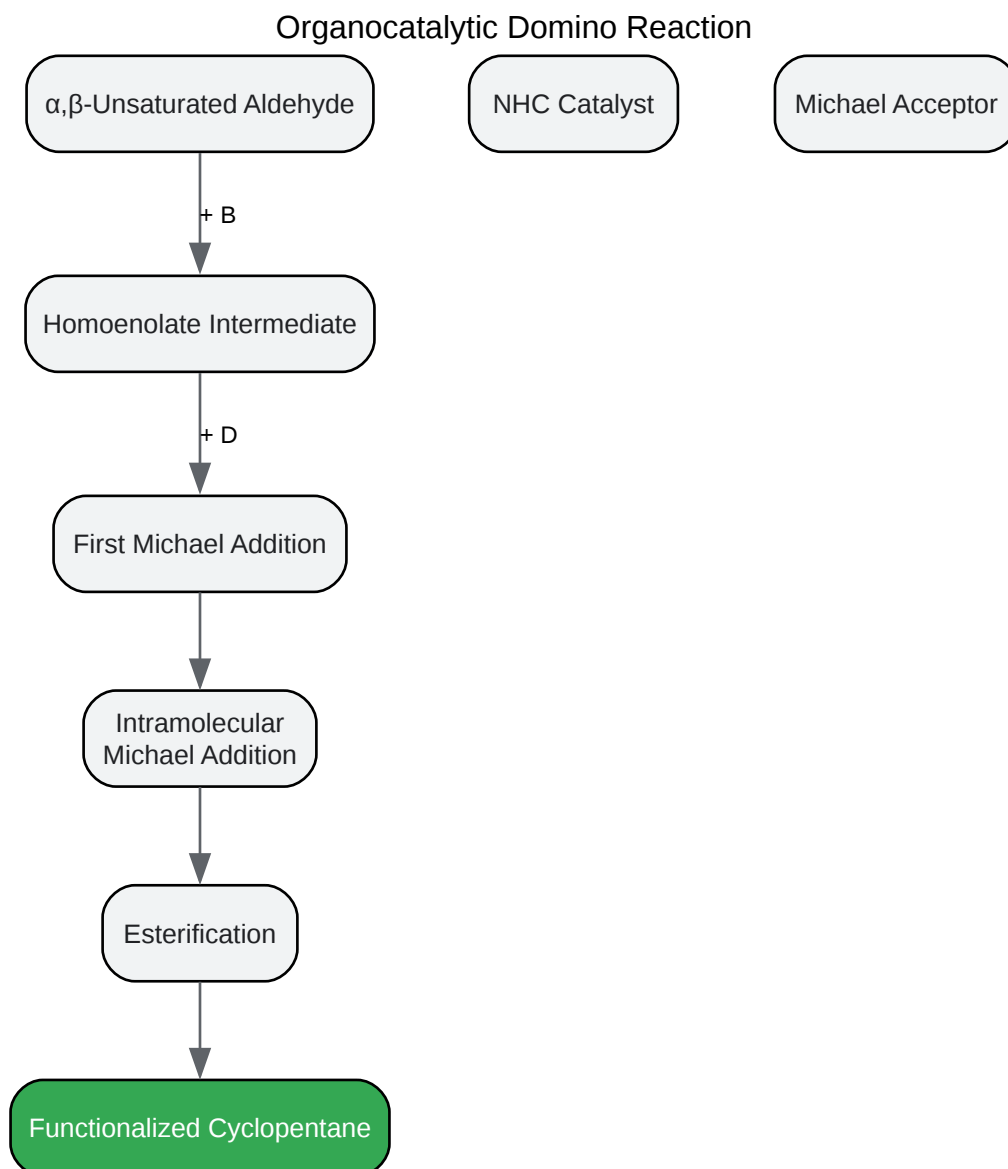 Organocatalytic Domino Reaction
α,β-Unsaturated Aldehyde
NHC Catalyst
Michael Acceptor
+ B
Homoenolate Intermediate
+ D
First Michael Addition
Intramolecular
Michael Addition
Esterification
Functionalized Cyclopentane